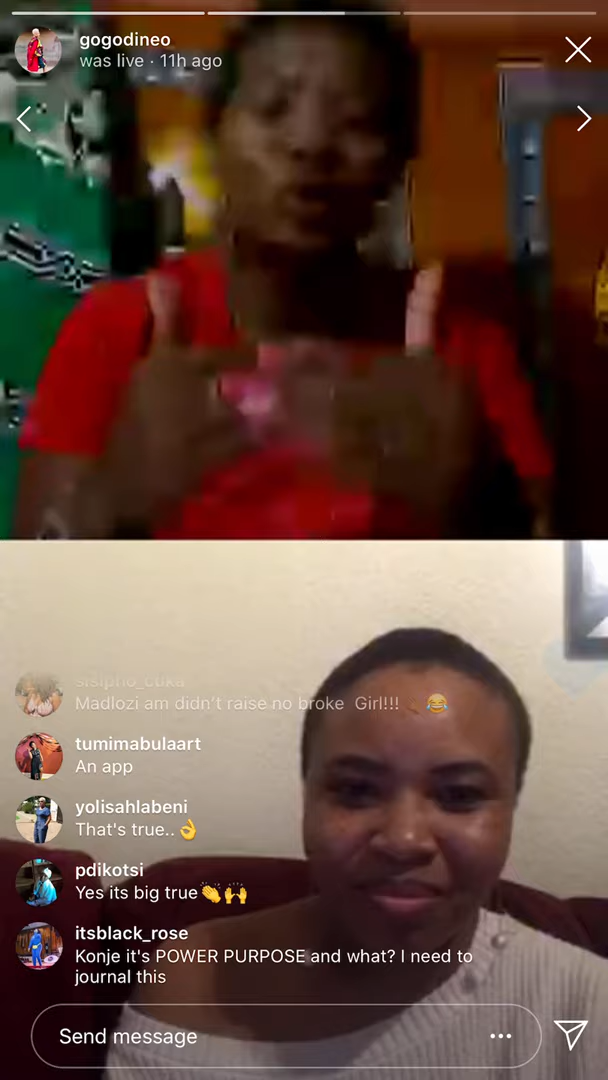 gogodineo
was live · 11h ago
Madlozi am didn't raise no broke Girl!!! 🤙🏾😂
tumimabulaart
An app
yolisahlabeni
That's true..👌
pdikotsi
Yes its big true👏🙌
itsblack_rose
Konje it's POWER PURPOSE and what? I need to
journal this
Send message